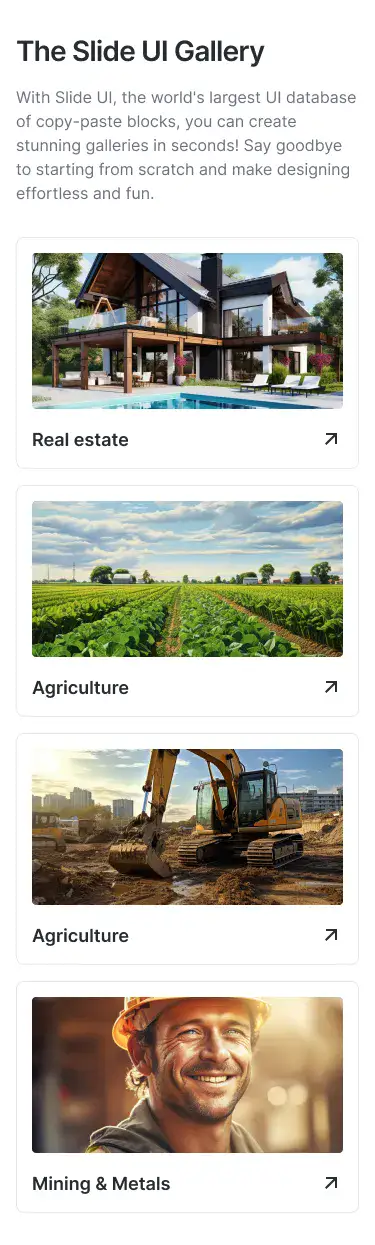 The Slide UI Gallery
With Slide UI, the world's largest UI database
of copy-paste blocks, you can create
stunning galleries in seconds! Say goodbye
to starting from scratch and make designing
effortless and fun.
Real estate
Agriculture
Agriculture
Mining & Metals